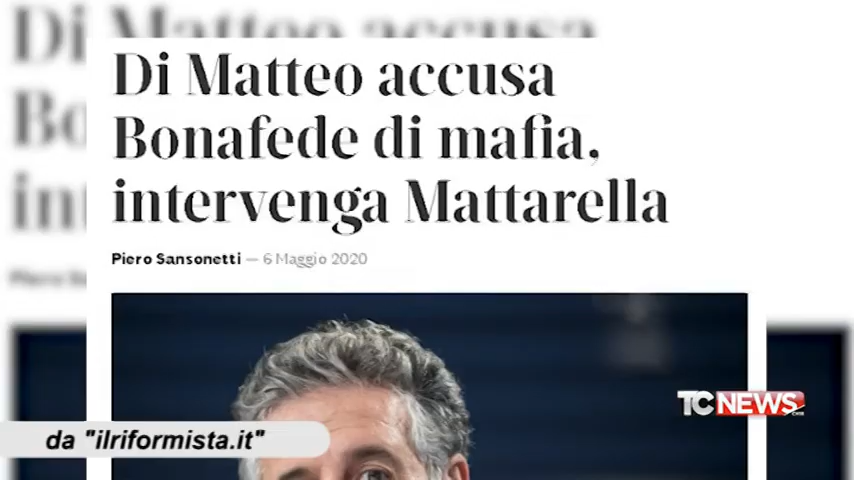 Di Matteo accusa
Bonafede di mafia,
intervenga Mattarella
Piero Sansonetti — 6 Maggio 2020
TC NEWS
da "ilriformista.it"